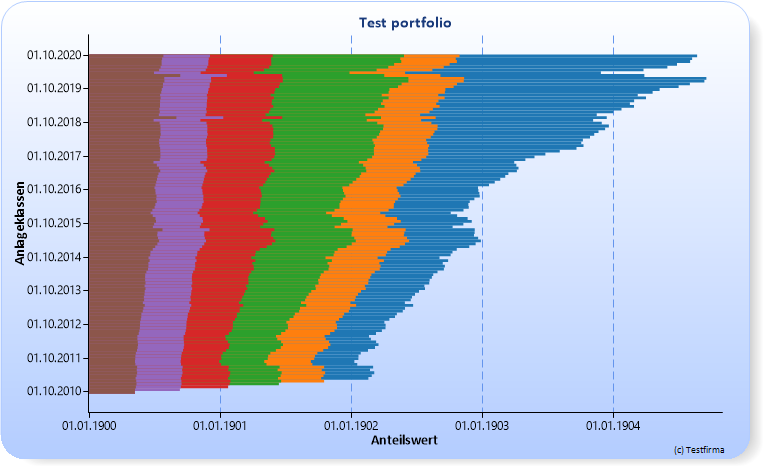 Test portfolio
Anlageklassen
01.10.2020
01.10.2019
01.10.2018
01.10.2017
01.10.2016
01.10.2015
01.10.2014
01.10.2013
01.10.2012
01.10.2011
01.10.2010
01.01.1900 01.01.1901 01.01.1902 01.01.1903 01.01.1904
Anteilswert
(c) Testfirma